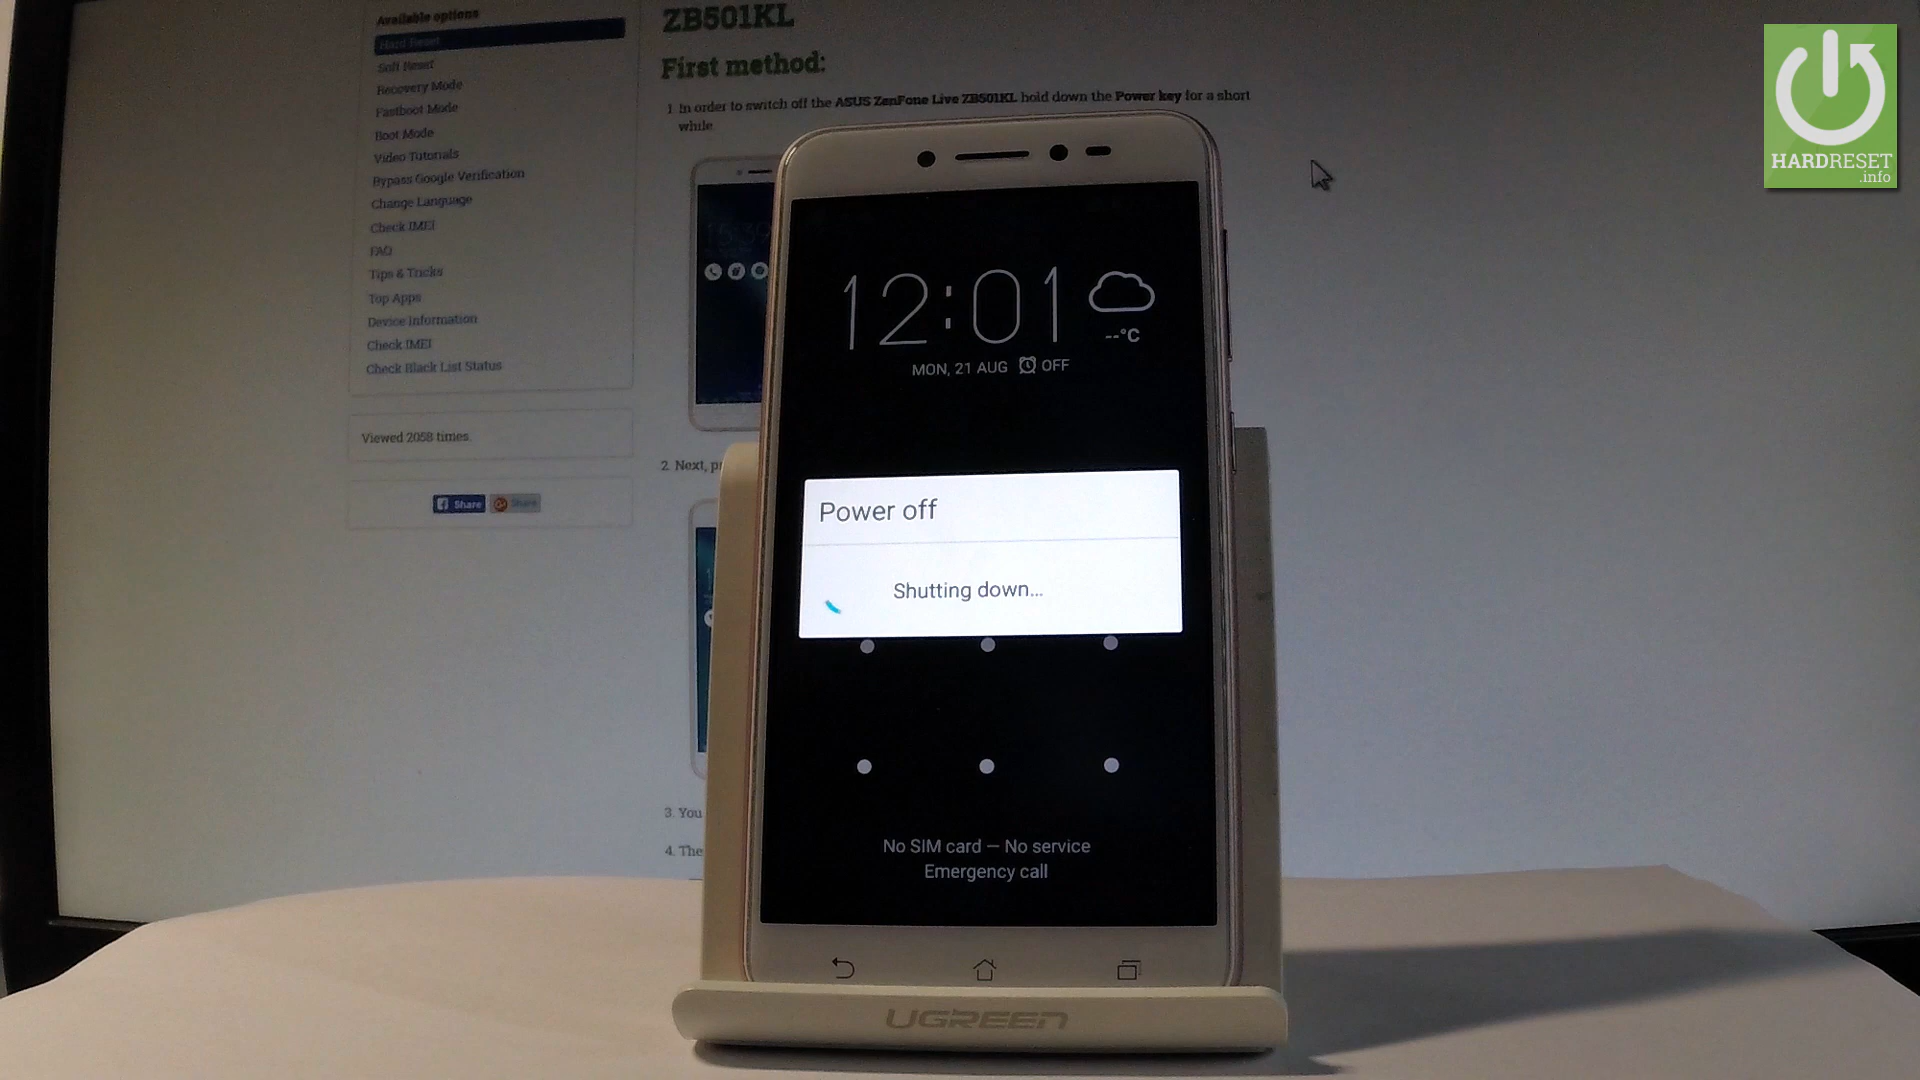 Available options
Hard Reset
Soft Reset
Recovery Mode
Fastboot Mode
Boot Mode
Video Tutorials
Bypass Google Verification
Change Language
Check IMEI
FAQ
Tips & Tricks
Top Apps
Device Information
Check IMEI
Check Black List Status
Viewed 2058 times.
Share
Share
ZB501KL
First method:
1. In order to switch off the ASUS ZenFone Live ZB501KL hold down the Power key for a short
while
2. Next,
3. You
4.
12:01
--°C
MON, 21 AUG OFF
Power off
Shutting down...
No SIM card — No service
Emergency call
UGREEN
HARDRESET
.info